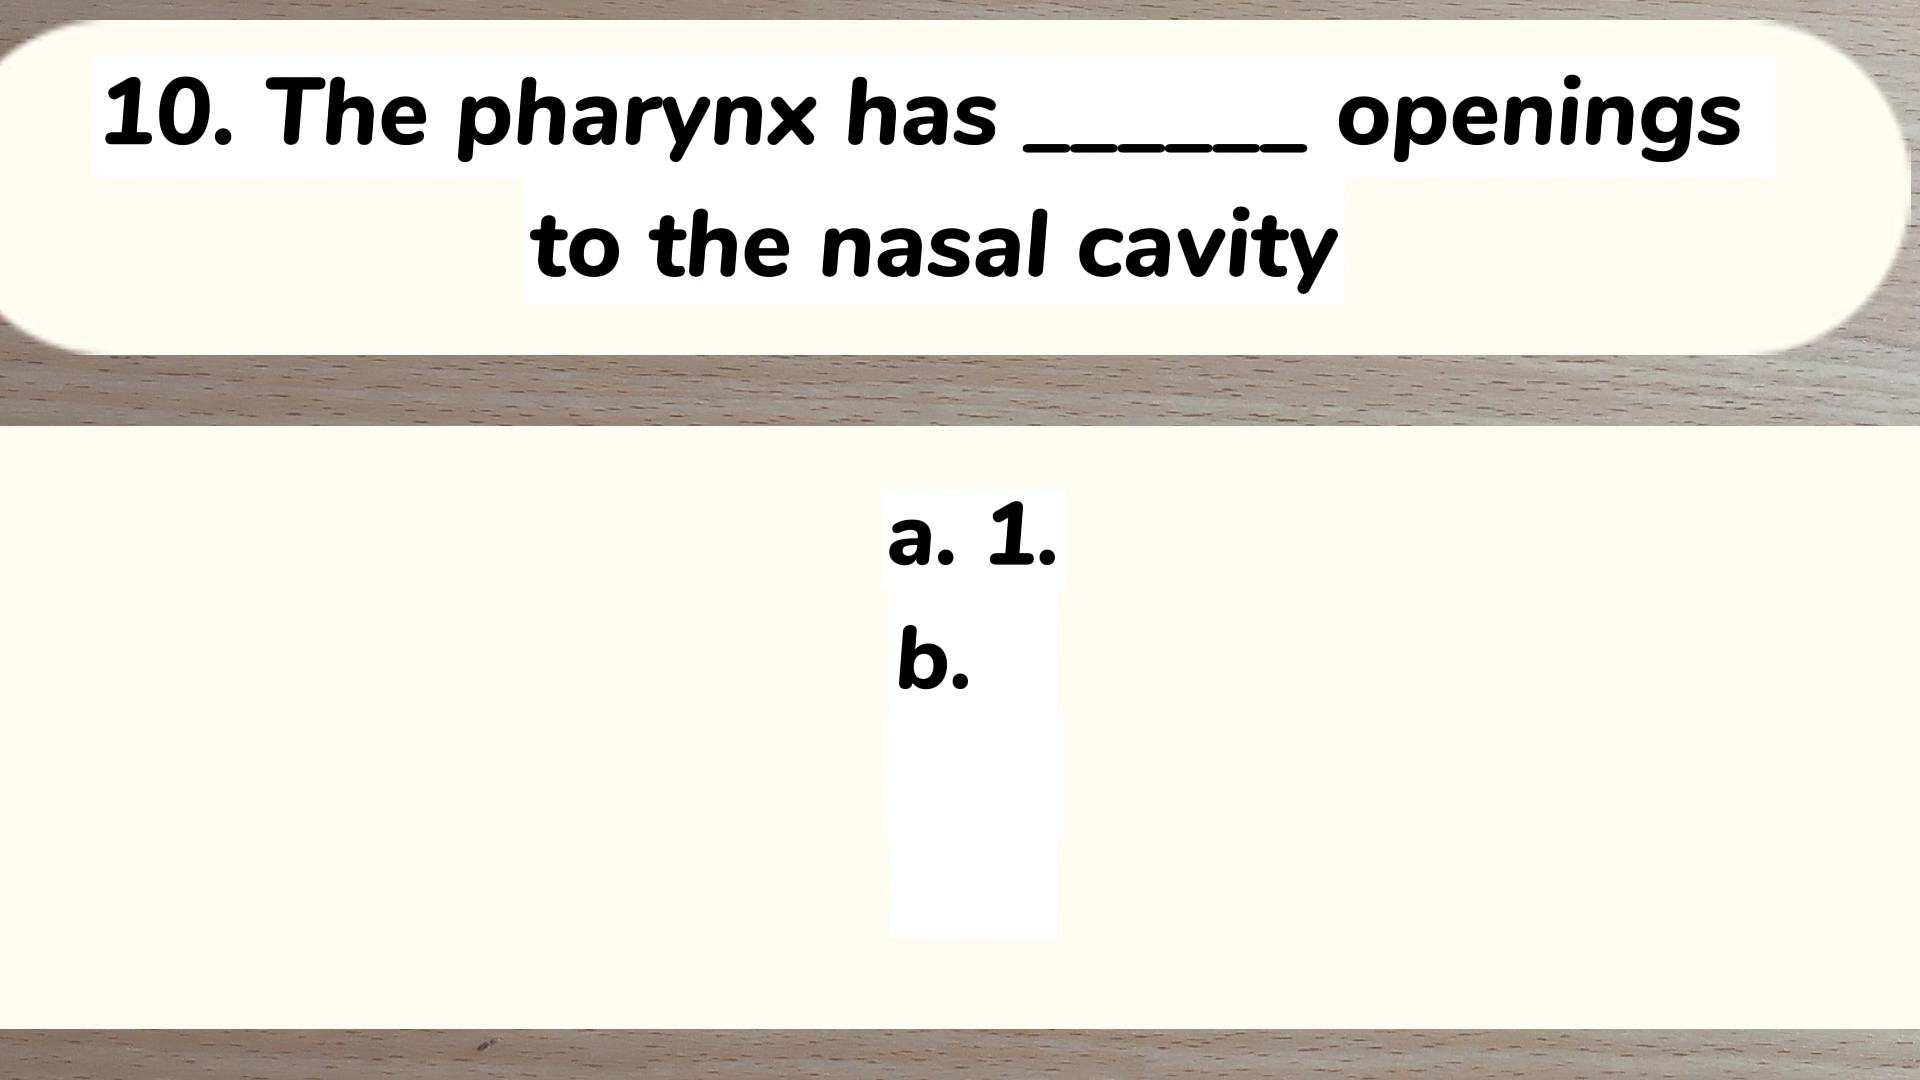 10. The pharynx has ______ openings
to the nasal cavity
a. 1.
b.